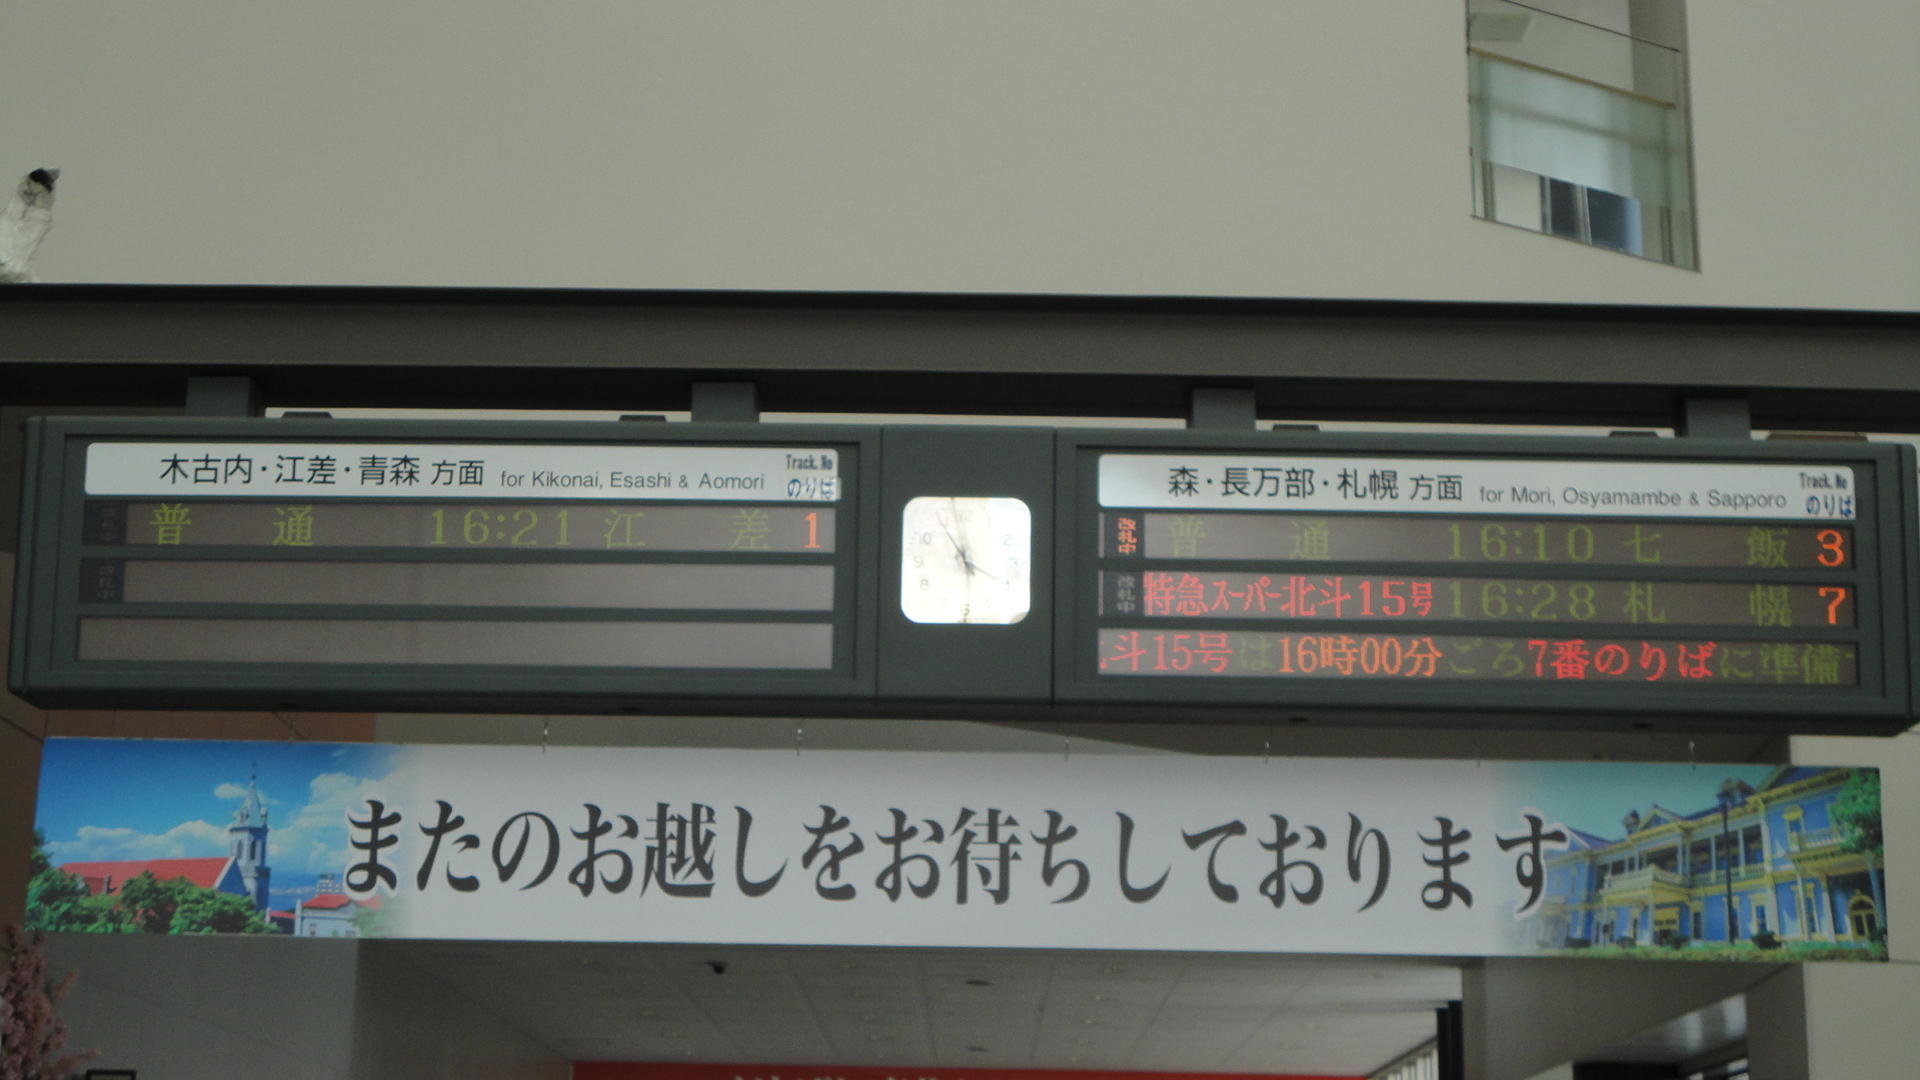 木古内・江差・青森 方面 for Kikonai, Esashi & Aomori Track.No のりば
普通 16:21 江差 1
森・長万部・札幌 方面 for Mori, Osyamambe & Sapporo Track.No のりば
改札中 普通 16:10 七飯 3
改札中 特急スーパー北斗15号 16:28 札幌 7
斗15号は16時00分ごろ7番のりばに準備
またのお越しをお待ちしております